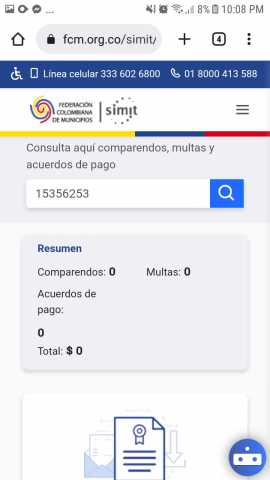 8% 10:08 PM
fcm.org.co/simit/
4
Línea celular 333 602 6800 01 8000 413 588
FEDERACIÓN
COLOMBIANA
DE MUNICIPIOS
simit
Consulta aquí comparendos, multas y
acuerdos de pago
15356253
Resumen
Comparendos: 0 Multas: 0
Acuerdos de
pago:
0
Total: $ 0